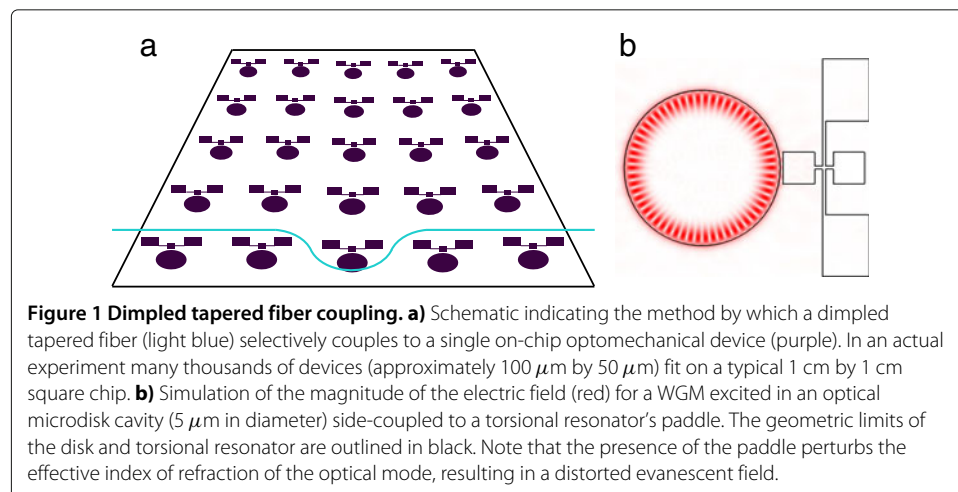 a
b
Figure 1 Dimpled tapered fiber coupling. a) Schematic indicating the method by which a dimpled
tapered fiber (light blue) selectively couples to a single on-chip optomechanical device (purple). In an actual
experiment many thousands of devices (approximately 100 μm by 50 μm) fit on a typical 1 cm by 1 cm
square chip. b) Simulation of the magnitude of the electric field (red) for a WGM excited in an optical
microdisk cavity (5 μm in diameter) side-coupled to a torsional resonator's paddle. The geometric limits of
the disk and torsional resonator are outlined in black. Note that the presence of the paddle perturbs the
effective index of refraction of the optical mode, resulting in a distorted evanescent field.